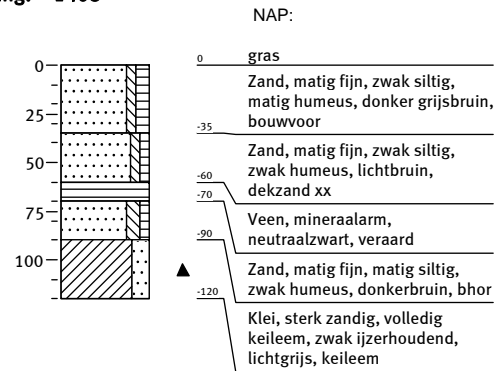 NAP:
0
25
50
75
100
0
gras
Zand, matig fijn, zwak siltig,
matig humeus, donker grijsbruin,
bouwvoor
-35
Zand, matig fijn, zwak siltig,
zwak humeus, lichtbruin,
dekzand xx
-60
-70
Veen, mineraalarm,
neutraalzwart, veraard
-90
Zand, matig fijn, matig siltig,
zwak humeus, donkerbruin, bhor
-120
Klei, sterk zandig, volledig
keileem, zwak ijzerhoudend,
lichtgrijs, keileem